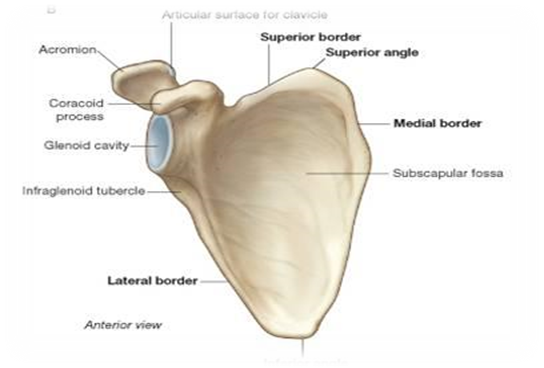 B
Articular surface for clavicle
Superior border
Acromion
Superior angle
Coracoid
process
Medial border
Glenoid cavity
Subscapular fossa
Infraglenoid tubercle
Lateral border
Anterior view